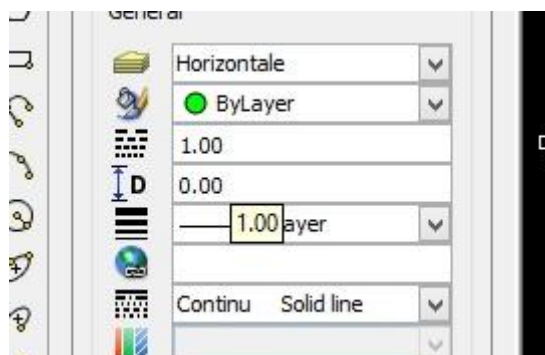 General
Horizontale
ByLayer
1.00
D
0.00
1.00
ayer
Continu Solid line